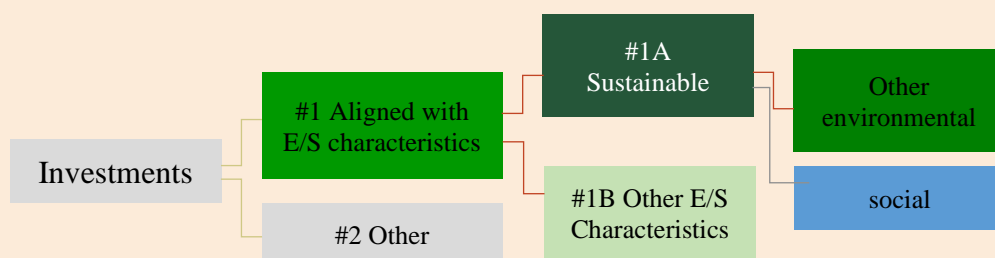 Investments
#1 Aligned with
E/S characteristics
#2 Other
#1A
Sustainable
#1B Other E/S
Characteristics
Other
environmental
social